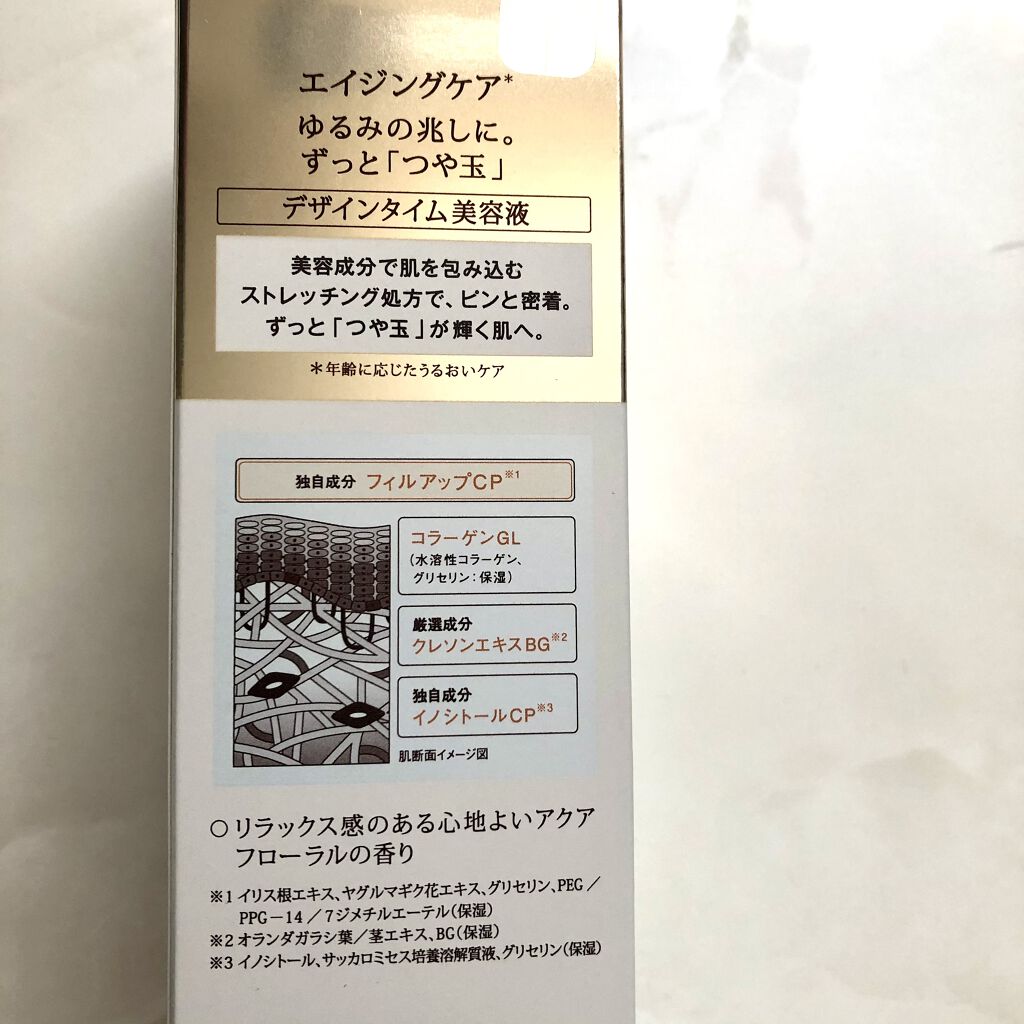 エイジングケア*
ゆるみの兆しに。
ずっと「つや玉」
デザインタイム美容液
美容成分で肌を包み込む
ストレッチング処方で、ピンと密着。
ずっと「つや玉」が輝く肌へ。
*年齢に応じたうるおいケア
独自成分 フィルアップCP※1
コラーゲンGL
(水溶性コラーゲン、
グリセリン:保湿)
厳選成分
クレソンエキスBG※2
独自成分
イノシトールCP※3
肌断面イメージ図
○リラックス感のある心地よいアクア
フローラルの香り
※1 イリス根エキス、ヤグルマギク花エキス、グリセリン、PEG/
PPG-14/7ジメチルエーテル(保湿)
※2 オランダガラシ葉/茎エキス、BG(保湿)
※3 イノシトール、サッカロミセス培養溶解質液、グリセリン(保湿)